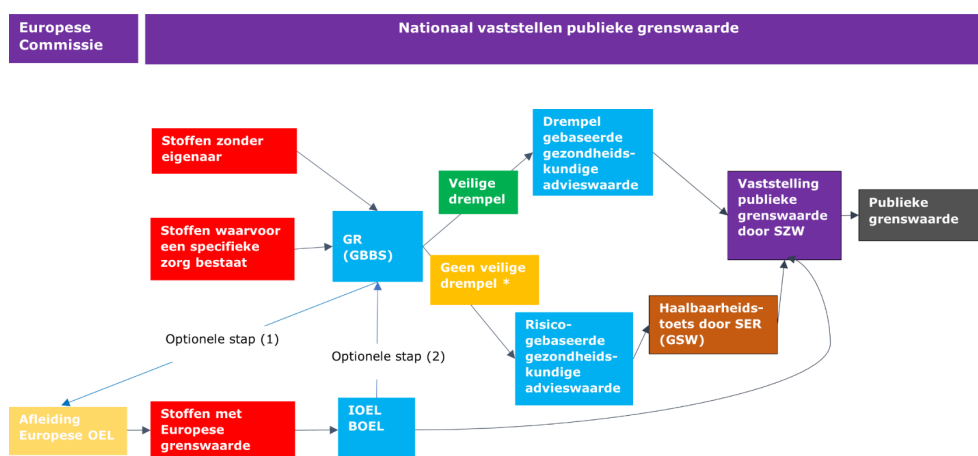 Europese
Commissie
Nationaal vaststellen publieke grenswaarde
Stoffen zonder
eigenaar
Stoffen waarvoor
een specifieke
zorg bestaat
GR
(GBBS)
Veilige
drempel
Geen veilige
drempel *
Drempel
gebaseerde
gezondheids-
kundige
advieswaarde
Risico-
gebaseerde
gezondheids-
kundige
advieswaarde
Haalbaarheids-
toets door SER
(GSW)
Vaststelling
publieke
grenswaarde
door SZW
Publieke
grenswaarde
Optionele stap (1)
Optionele stap (2)
Afleiding
Europese OEL
Stoffen met
Europese
grenswaarde
IOEL
BOEL